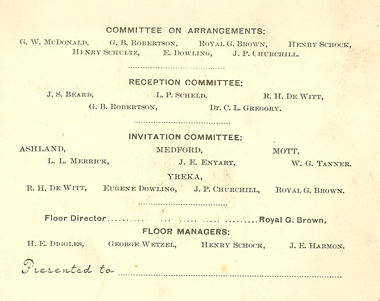 COMMITTEE ON ARRANGEMENTS:
G. W. McDonald, G. B. Robertson, Royal G. Brown, Henry Schock,
Henry Schultz, E. Dowling, J. P. Churchill.
RECEPTION COMMITTEE:
J. S. Beard, L. P. Scheld, R. H. De Witt,
G. B. Robertson, Dr. C. L. Gregory.
INVITATION COMMITTEE:
ASHLAND, MEDFORD, MOTT,
L. L. Merrick, J. E. Enyart, W. G. Tanner.
YREKA,
R. H. De Witt, Eugene Dowling, J. P. Churchill, Royal G. Brown.
Floor Director.......................................Royal G. Brown,
FLOOR MANAGERS:
H. E. Diggles, George Wetzel, Henry Schock, J. E. Harmon.
Presented to